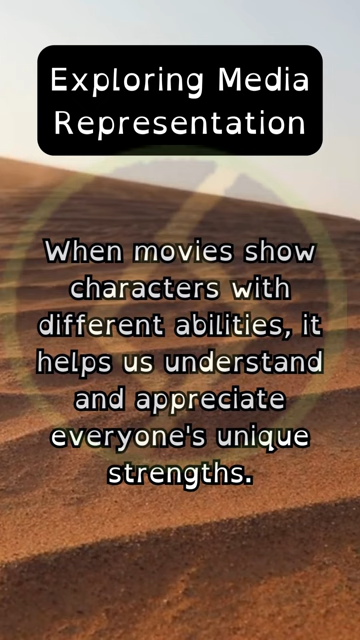 Exploring Media
Representation
When movies show
characters with
different abilities, it
helps us understand
and appreciate
everyone's unique
strengths.